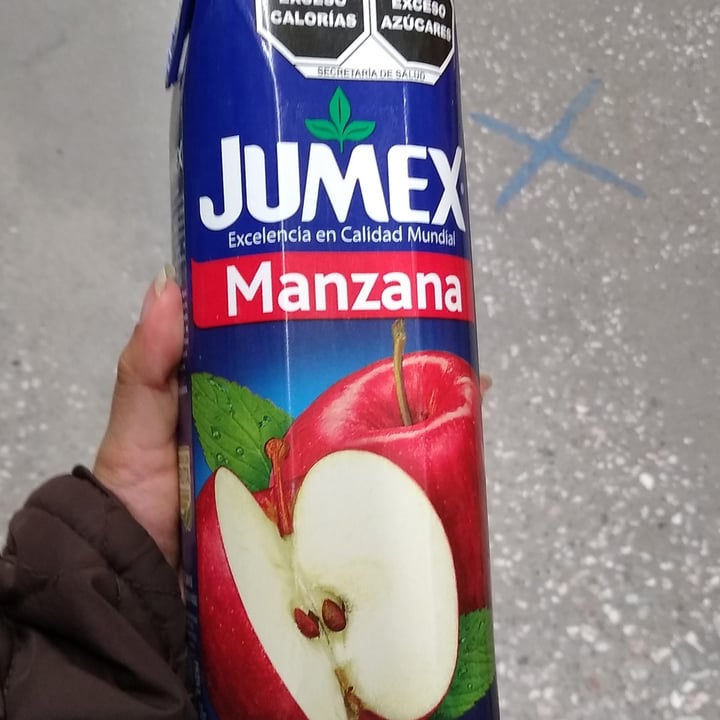 EXCESO
CALORÍAS
EXCESO
AZÚCARES
SECRETARÍA DE SALUD
JUMEX
Excelencia en Calidad Mundial
Manzana